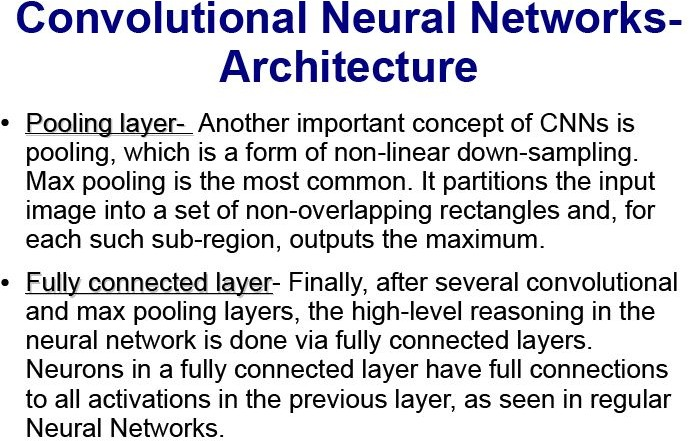 Convolutional Neural Networks-
Architecture
• Pooling layer- Another important concept of CNNs is
pooling, which is a form of non-linear down-sampling.
Max pooling is the most common. It partitions the input
image into a set of non-overlapping rectangles and, for
each such sub-region, outputs the maximum.
• Fully connected layer- Finally, after several convolutional
and max pooling layers, the high-level reasoning in the
neural network is done via fully connected layers.
Neurons in a fully connected layer have full connections
to all activations in the previous layer, as seen in regular
Neural Networks.